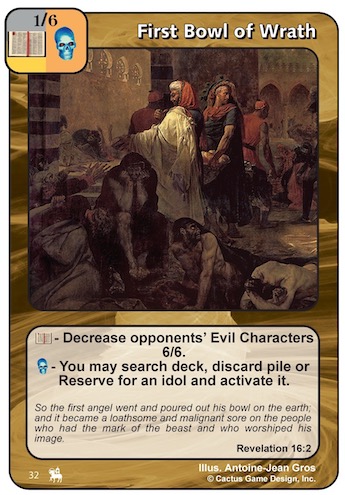 1/6
First Bowl of Wrath
- Decrease opponents' Evil Characters
6/6.
- You may search deck, discard pile or
Reserve for an idol and activate it.
So the first angel went and poured out his bowl on the earth;
and it became a loathsome and malignant sore on the people
who had the mark of the beast and who worshiped his
image.
Revelation 16:2
32
Illus. Antoine-Jean Gros
© Cactus Game Design, Inc.